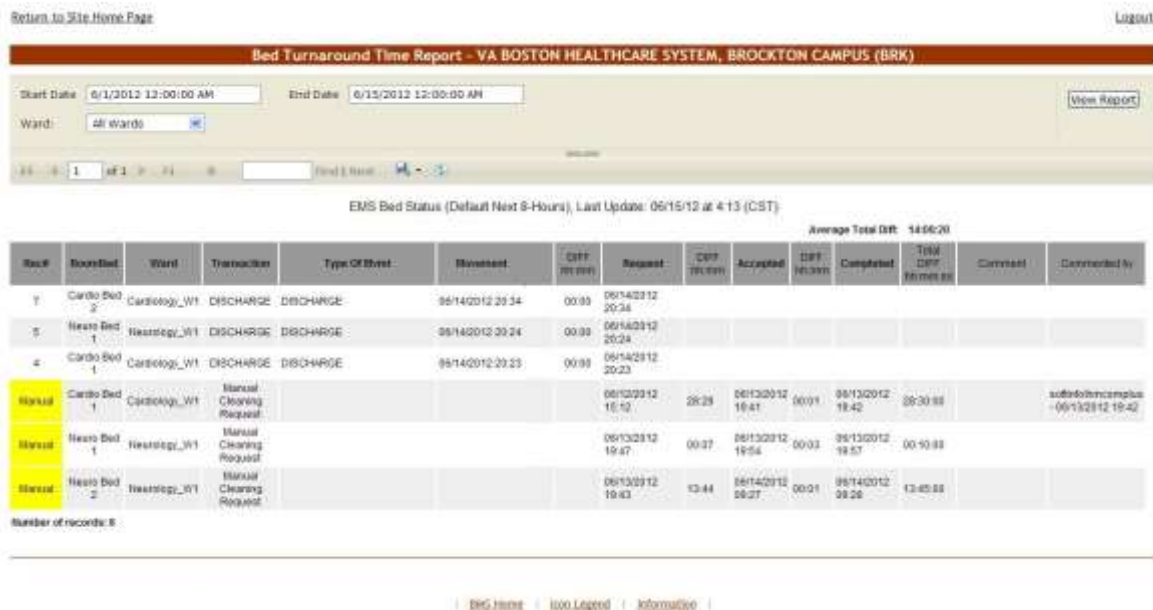 Return to Site Home Page
Logout
Bed Turnaround Time Report - VA BOSTON HEALTHCARE SYSTEM, BROCKTON CAMPUS (BRK)
Start Date 6/1/2012 12:00:00 AM End Date 6/15/2012 12:00:00 AM View Report
Ward: All Wards
1 of 1 Find | Next
EMS Bed Status (Default Next 8-Hours), Last Update: 06/15/12 at 4:13 (CST)
Average Total Diff: 14:08:20
Rec# RoomBed Ward Transaction Type Of Event Movement DIFF hh:mm Request DIFF hh:mm Accepted DIFF hh:mm Completed Total DIFF hh:mm:ss Comment Commented by
7 Cardio Bed 2 Cardiology_W1 DISCHARGE DISCHARGE 06/14/2012 20:34 00:00 06/14/2012 20:34
5 Neuro Bed 1 Neurology_W1 DISCHARGE DISCHARGE 06/14/2012 20:24 00:00 06/14/2012 20:24
4 Cardio Bed 1 Cardiology_W1 DISCHARGE DISCHARGE 06/14/2012 20:23 00:00 06/14/2012 20:23
Manual Cardio Bed 1 Cardiology_W1 Manual Cleaning Request 06/12/2012 15:12 28:29 06/13/2012 19:41 00:01 06/13/2012 19:42 28:30:00 - 06/13/2012 19:42
Manual Neuro Bed 1 Neurology_W1 Manual Cleaning Request 06/13/2012 19:47 00:07 06/13/2012 19:54 00:03 06/13/2012 19:57 00:10:00
Manual Neuro Bed 2 Neurology_W1 Manual Cleaning Request 06/13/2012 19:43 13:44 06/14/2012 09:27 00:01 06/14/2012 09:28 13:45:00
Number of records: 6
| BMS Home | Icon Legend | Information |